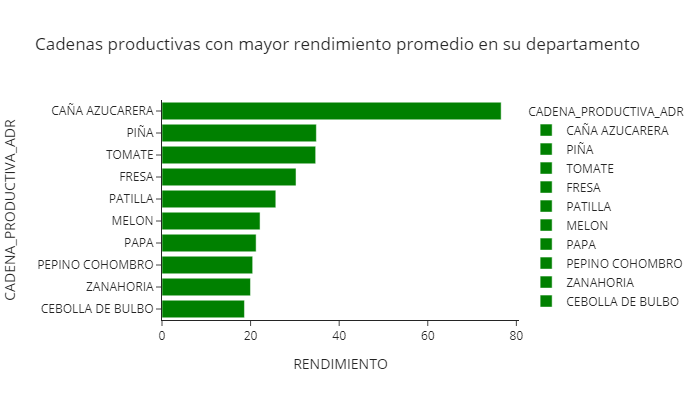 Cadenas productivas con mayor rendimiento promedio en su departamento
CADENA_PRODUCTIVA_ADR
CAÑA AZUCARERA
PIÑA
TOMATE
FRESA
PATILLA
MELON
PAPA
PEPINO COHOMBRO
ZANAHORIA
CEBOLLA DE BULBO
0 20 40 60 80
RENDIMIENTO
CADENA_PRODUCTIVA_ADR
CAÑA AZUCARERA
PIÑA
TOMATE
FRESA
PATILLA
MELON
PAPA
PEPINO COHOMBRO
ZANAHORIA
CEBOLLA DE BULBO